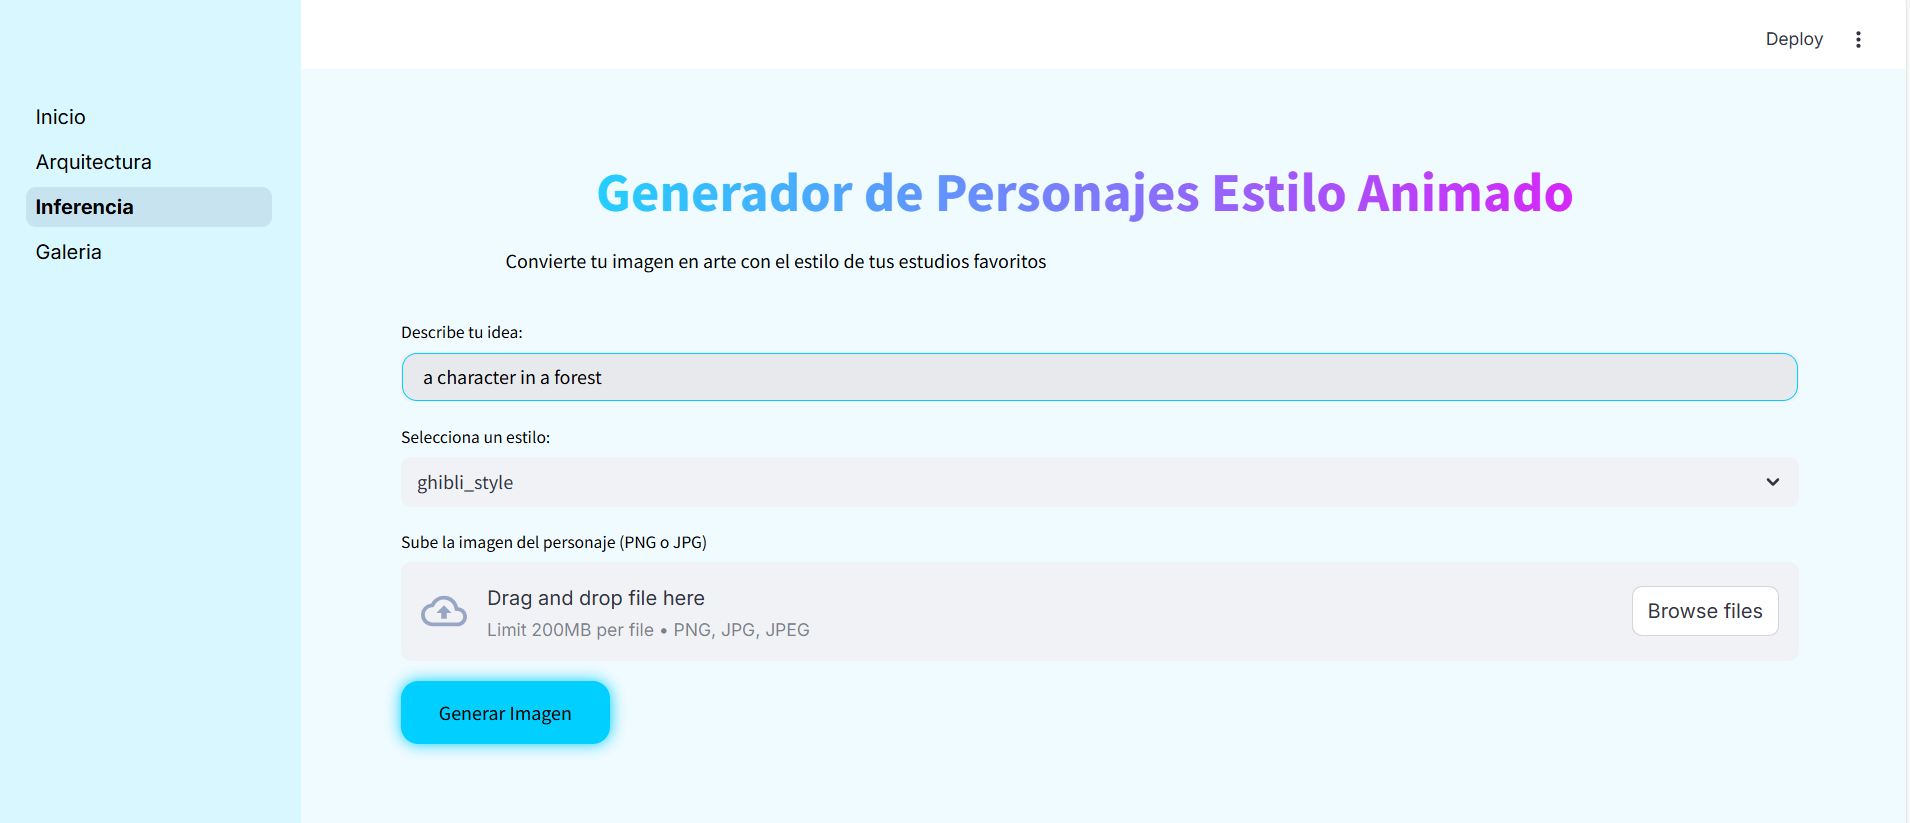 Deploy
Inicio
Arquitectura
Inferencia
Galeria
Generador de Personajes Estilo Animado
Convierte tu imagen en arte con el estilo de tus estudios favoritos
Describe tu idea:
a character in a forest
Selecciona un estilo:
ghibli_style
Sube la imagen del personaje (PNG o JPG)
Drag and drop file here
Limit 200MB per file • PNG, JPG, JPEG
Browse files
Generar Imagen